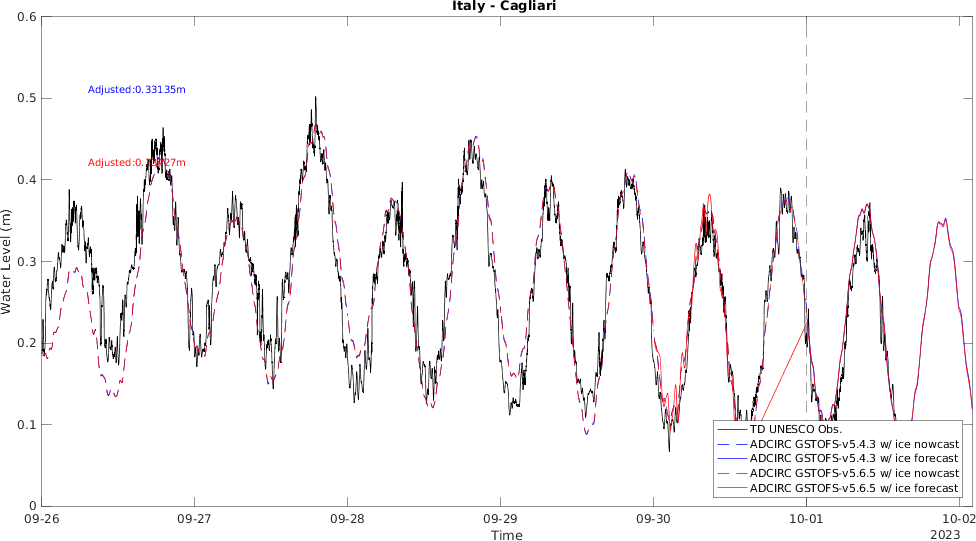 Italy - Cagliari
0.6
0.5
0.4
0.3
0.2
0.1
0
Water Level (m)
Adjusted:0.33135m
TD UNESCO Obs.
ADCIRC GSTOFS-v5.4.3 w/ ice nowcast
ADCIRC GSTOFS-v5.4.3 w/ ice forecast
ADCIRC GSTOFS-v5.6.5 w/ ice nowcast
ADCIRC GSTOFS-v5.6.5 w/ ice forecast
09-26 09-27 09-28 09-29 09-30 10-01 10-02
Time
2023